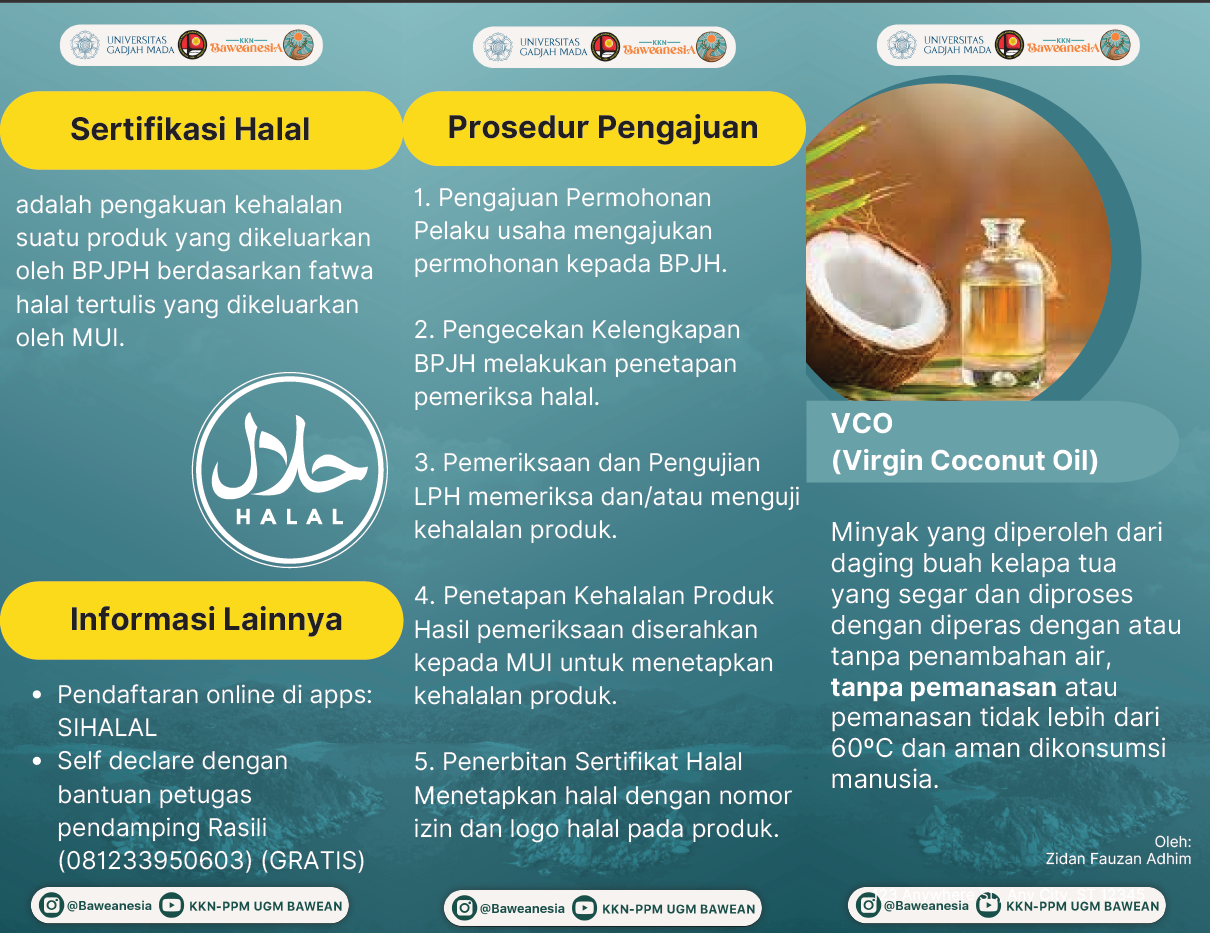 UNIVERSITAS
GADJAH MADA
KKN
BaweanesiA
Sertifikasi Halal
adalah pengakuan kehalalan
suatu produk yang dikeluarkan
oleh BPJPH berdasarkan fatwa
halal tertulis yang dikeluarkan
oleh MUI.
حلال
HALAL
Informasi Lainnya
• Pendaftaran online di apps:
SIHALAL
• Self declare dengan
bantuan petugas
pendamping Rasili
(081233950603) (GRATIS)
@Baweanesia
KKN-PPM UGM BAWEAN
UNIVERSITAS
GADJAH MADA
KKN
BaweanesiA
Prosedur Pengajuan
1. Pengajuan Permohonan
Pelaku usaha mengajukan
permohonan kepada BPJH.
2. Pengecekan Kelengkapan
BPJH melakukan penetapan
pemeriksa halal.
3. Pemeriksaan dan Pengujian
LPH memeriksa dan/atau menguji
kehalalan produk.
4. Penetapan Kehalalan Produk
Hasil pemeriksaan diserahkan
kepada MUI untuk menetapkan
kehalalan produk.
5. Penerbitan Sertifikat Halal
Menetapkan halal dengan nomor
izin dan logo halal pada produk.
@Baweanesia
KKN-PPM UGM BAWEAN
UNIVERSITAS
GADJAH MADA
KKN
BaweanesiA
VCO
(Virgin Coconut Oil)
Minyak yang diperoleh dari
daging buah kelapa tua
yang segar dan diproses
dengan diperas dengan atau
tanpa penambahan air,
tanpa pemanasan atau
pemanasan tidak lebih dari
60ºC dan aman dikonsumsi
manusia.
Oleh:
Zidan Fauzan Adhim
Anywhere St., Any City, ST 12345
@Baweanesia
KKN-PPM UGM BAWEAN